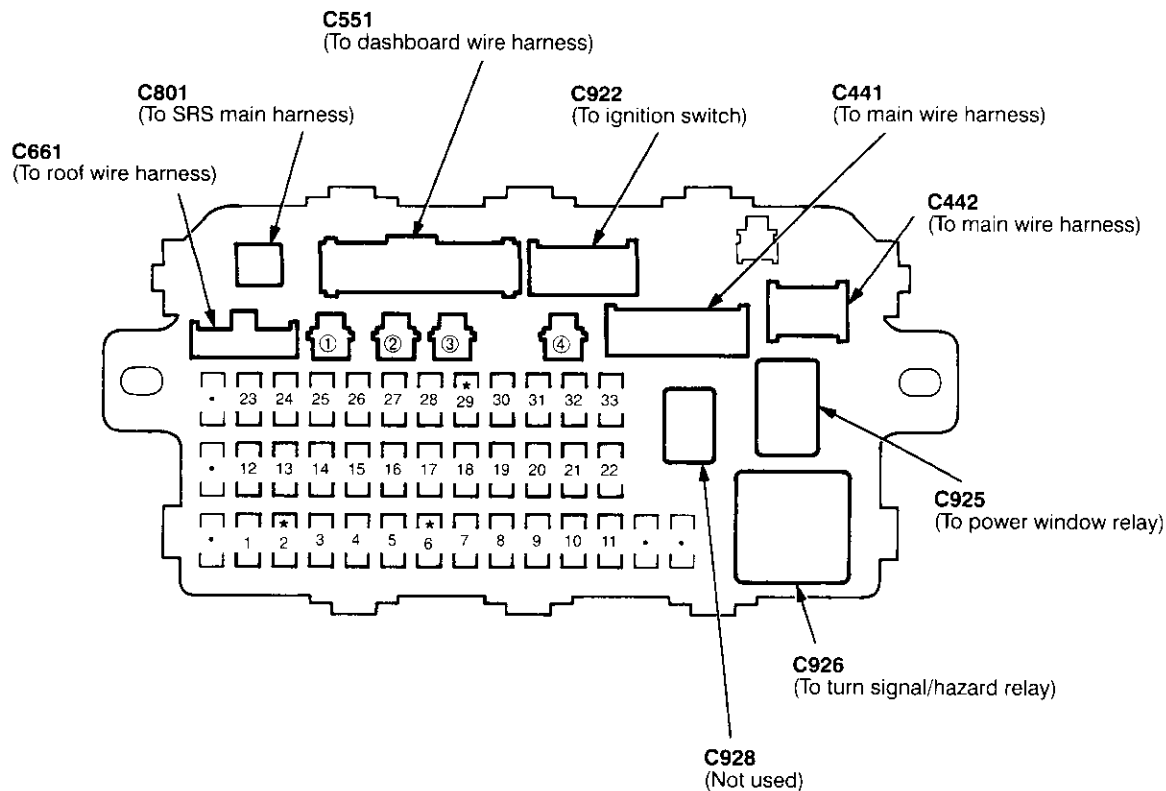 C551
(To dashboard wire harness)
C801
(To SRS main harness)
C922
(To ignition switch)
C441
(To main wire harness)
C661
(To roof wire harness)
C442
(To main wire harness)
① ② ③ ④
*
23 24 25 26 27 28 29 30 31 32 33
12 13 14 15 16 17 18 19 20 21 22
* *
1 2 3 4 5 6 7 8 9 10 11
C925
(To power window relay)
C926
(To turn signal/hazard relay)
C928
(Not used)